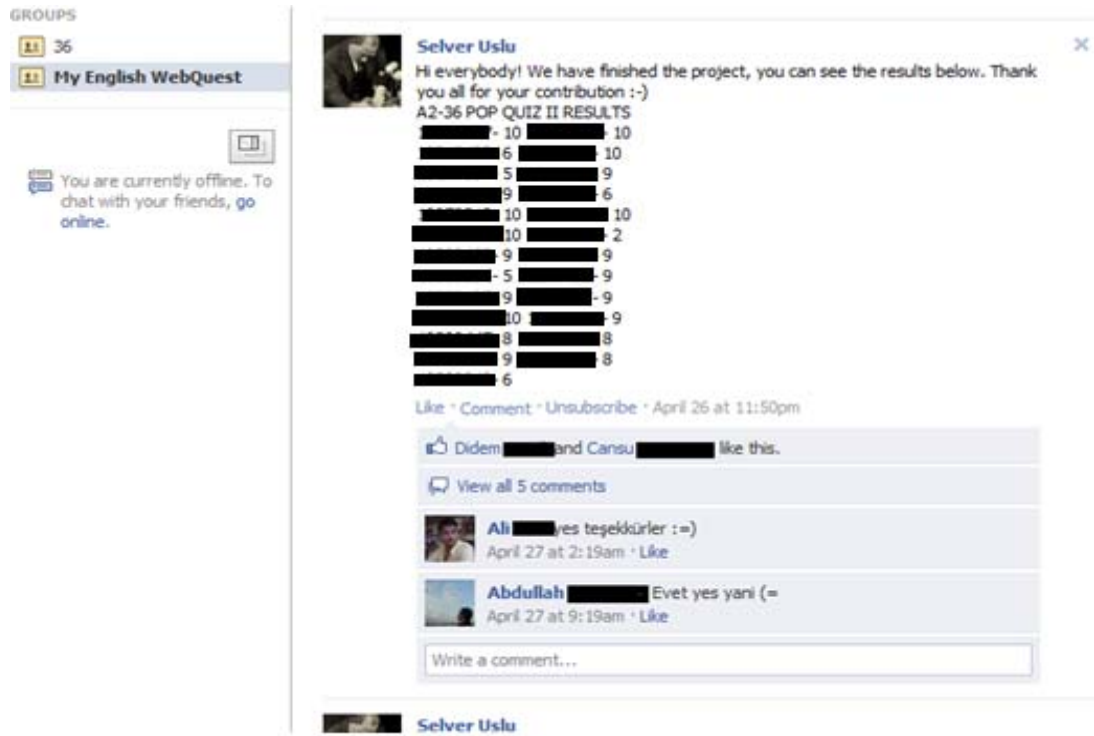 GROUPS
36
My English WebQuest
You are currently offline. To
chat with your friends, go
online.
Selver Uslu
Hi everybody! We have finished the project, you can see the results below. Thank
you all for your contribution :-)
A2-36 POP QUIZ II RESULTS
- 10 - 10
6 - 10
5 9
9 - 6
10 10
10 - 2
- 9 9
- 5 - 9
9 - 9
10 - 9
8 8
9 - 8
- 6
Like · Comment · Unsubscribe · April 26 at 11:50pm
Didem and Cansu like this.
View all 5 comments
Ali yes teşekkürler :=)
April 27 at 2:19am · Like
Abdullah Evet yes yani (=
April 27 at 9:19am · Like
Write a comment...
Selver Uslu